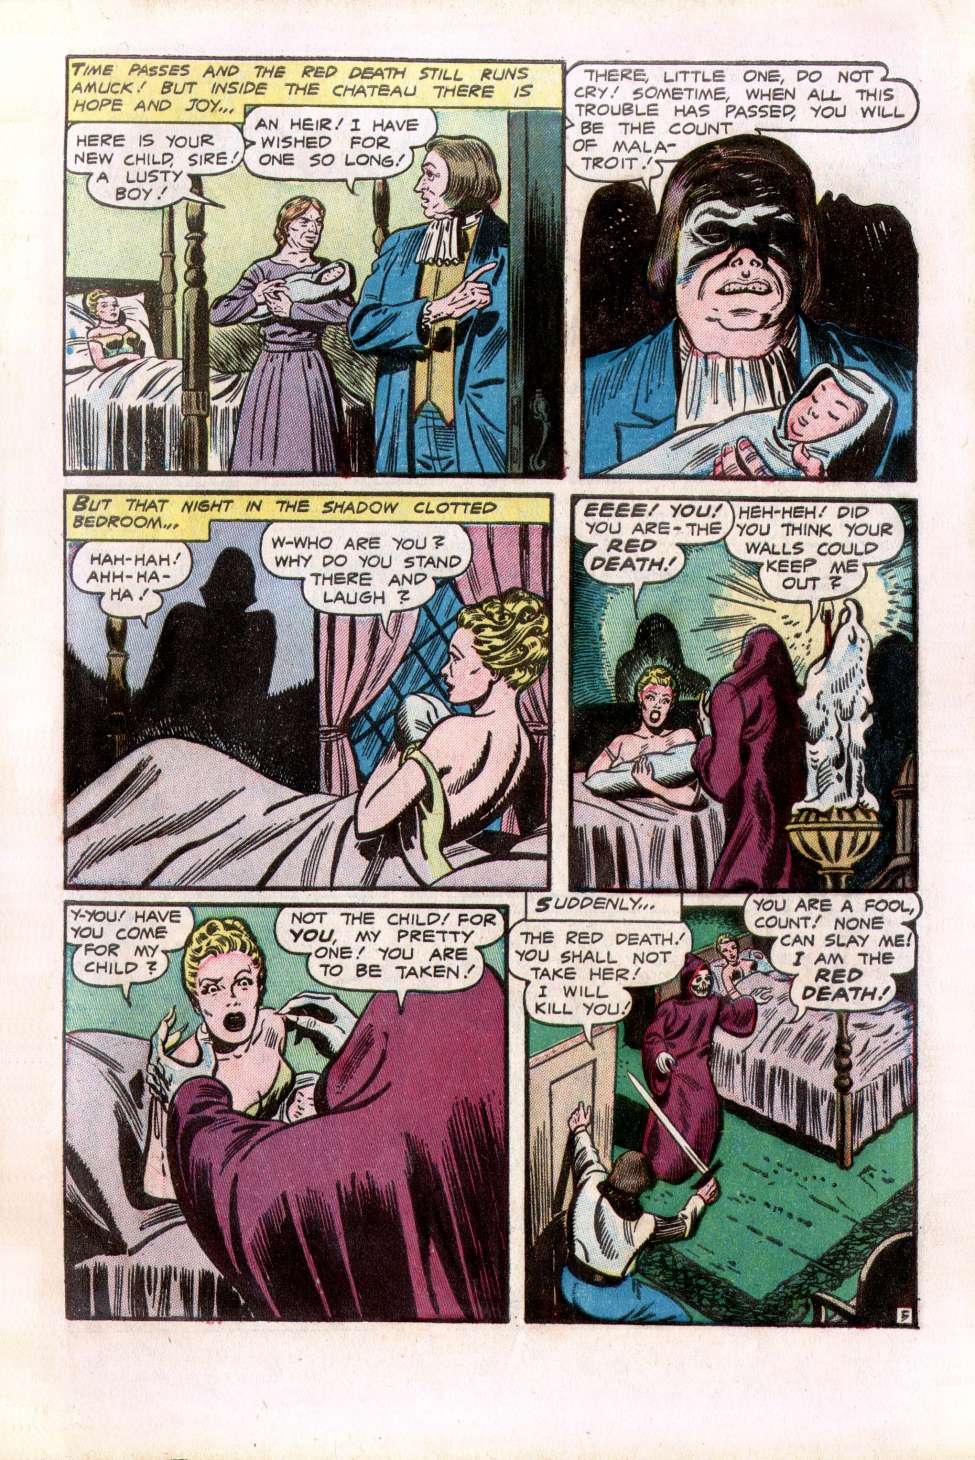 TIME PASSES AND THE RED DEATH STILL RUNS
AMUCK! BUT INSIDE THE CHATEAU THERE IS
HOPE AND JOY...
HERE IS YOUR
NEW CHILD, SIRE!
A LUSTY
BOY!
AN HEIR! I HAVE
WISHED FOR
ONE SO LONG!
THERE, LITTLE ONE, DO NOT
CRY! SOMETIME, WHEN ALL THIS
TROUBLE HAS PASSED, YOU WILL
BE THE COUNT
OF MALA-
TROIT!
BUT THAT NIGHT IN THE SHADOW CLOTTED
BEDROOM...
HAH-HAH!
AHH-HA-
HA!
W-WHO ARE YOU?
WHY DO YOU STAND
THERE AND
LAUGH?
EEEE! YOU!
YOU ARE-THE
RED
DEATH!
HEH-HEH! DID
YOU THINK YOUR
WALLS COULD
KEEP ME
OUT?
Y-YOU! HAVE
YOU COME
FOR MY
CHILD?
NOT THE CHILD! FOR
YOU, MY PRETTY
ONE! YOU ARE
TO BE TAKEN!
SUDDENLY...
THE RED DEATH!
YOU SHALL NOT
TAKE HER!
I WILL
KILL YOU!
YOU ARE A FOOL,
COUNT! NONE
CAN SLAY ME!
I AM THE
RED
DEATH!
5